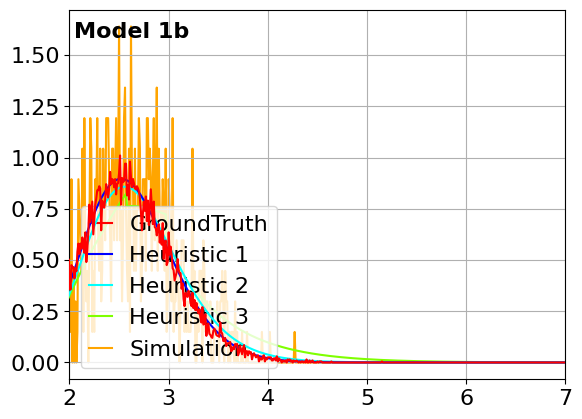 Model 1b
1.50
1.25
1.00
0.75
0.50
0.25
0.00
GroundTruth
Heuristic 1
Heuristic 2
Heuristic 3
Simulation
2 3 4 5 6 7